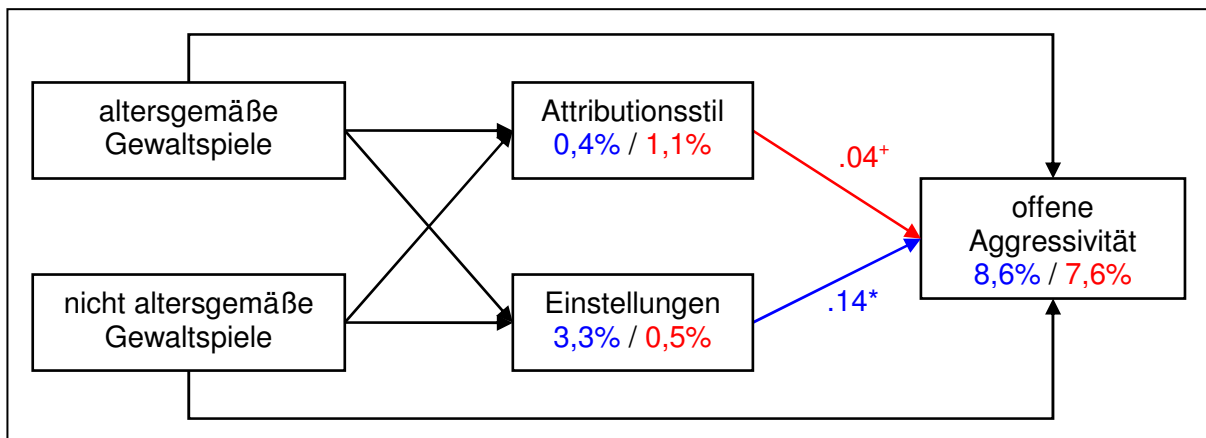 altersgemäße
Gewaltspiele
Attributionsstil
0,4% / 1,1%
.04⁺
offene
Aggressivität
8,6% / 7,6%
nicht altersgemäße
Gewaltspiele
Einstellungen
3,3% / 0,5%
.14*